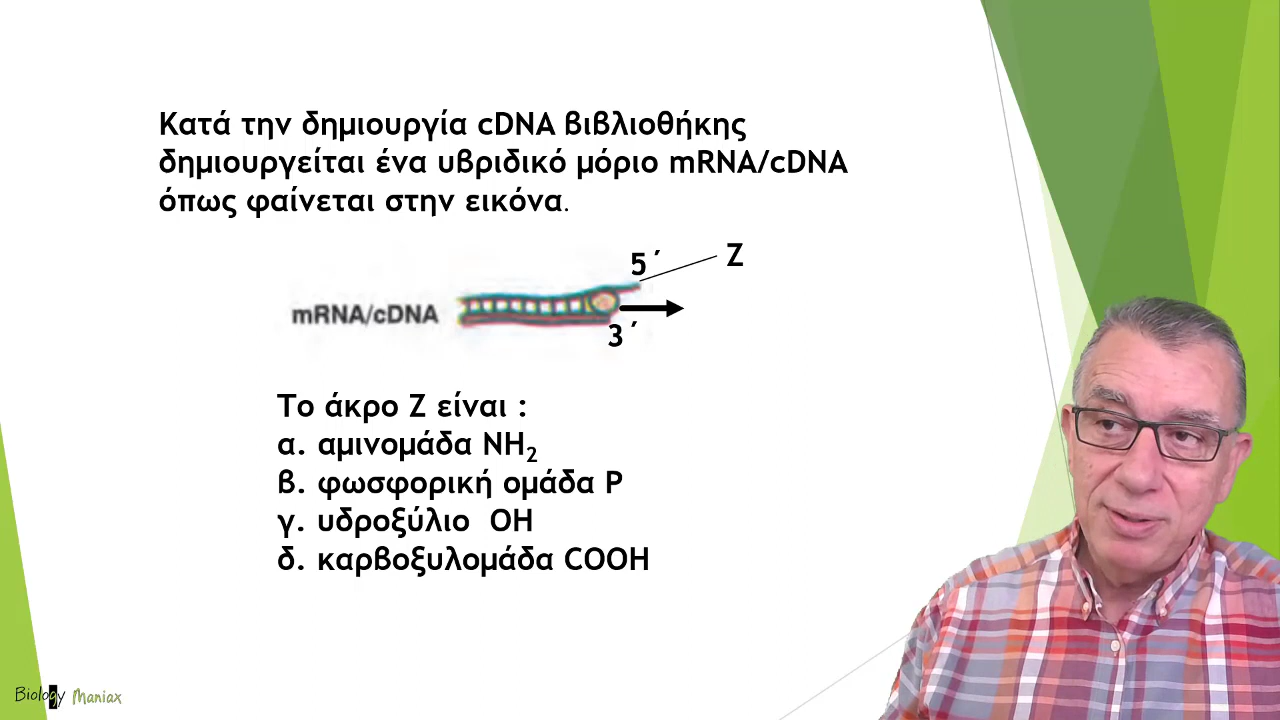 Κατά την δημιουργία cDNA βιβλιοθήκης
δημιουργείται ένα υβριδικό μόριο mRNA/cDNA
όπως φαίνεται στην εικόνα.
5΄ Z
mRNA/cDNA
3΄
Το άκρο Ζ είναι :
α. αμινομάδα NH₂
β. φωσφορική ομάδα P
γ. υδροξύλιο OH
δ. καρβοξυλομάδα COOH
Biology Maniax